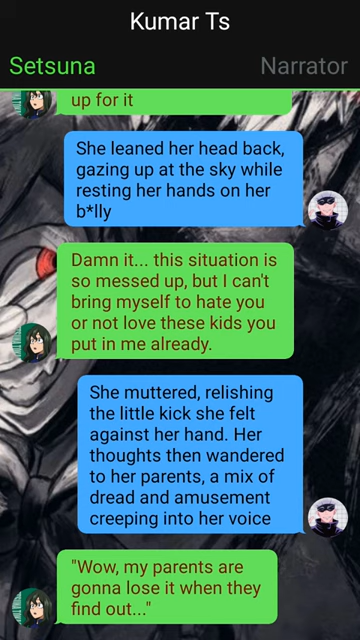 Kumar Ts
Setsuna
Narrator
up for it
She leaned her head back,
gazing up at the sky while
resting her hands on her
b*lly
Damn it... this situation is
so messed up, but I can't
bring myself to hate you
or not love these kids you
put in me already.
She muttered, relishing
the little kick she felt
against her hand. Her
thoughts then wandered
to her parents, a mix of
dread and amusement
creeping into her voice
"Wow, my parents are
gonna lose it when they
find out..."